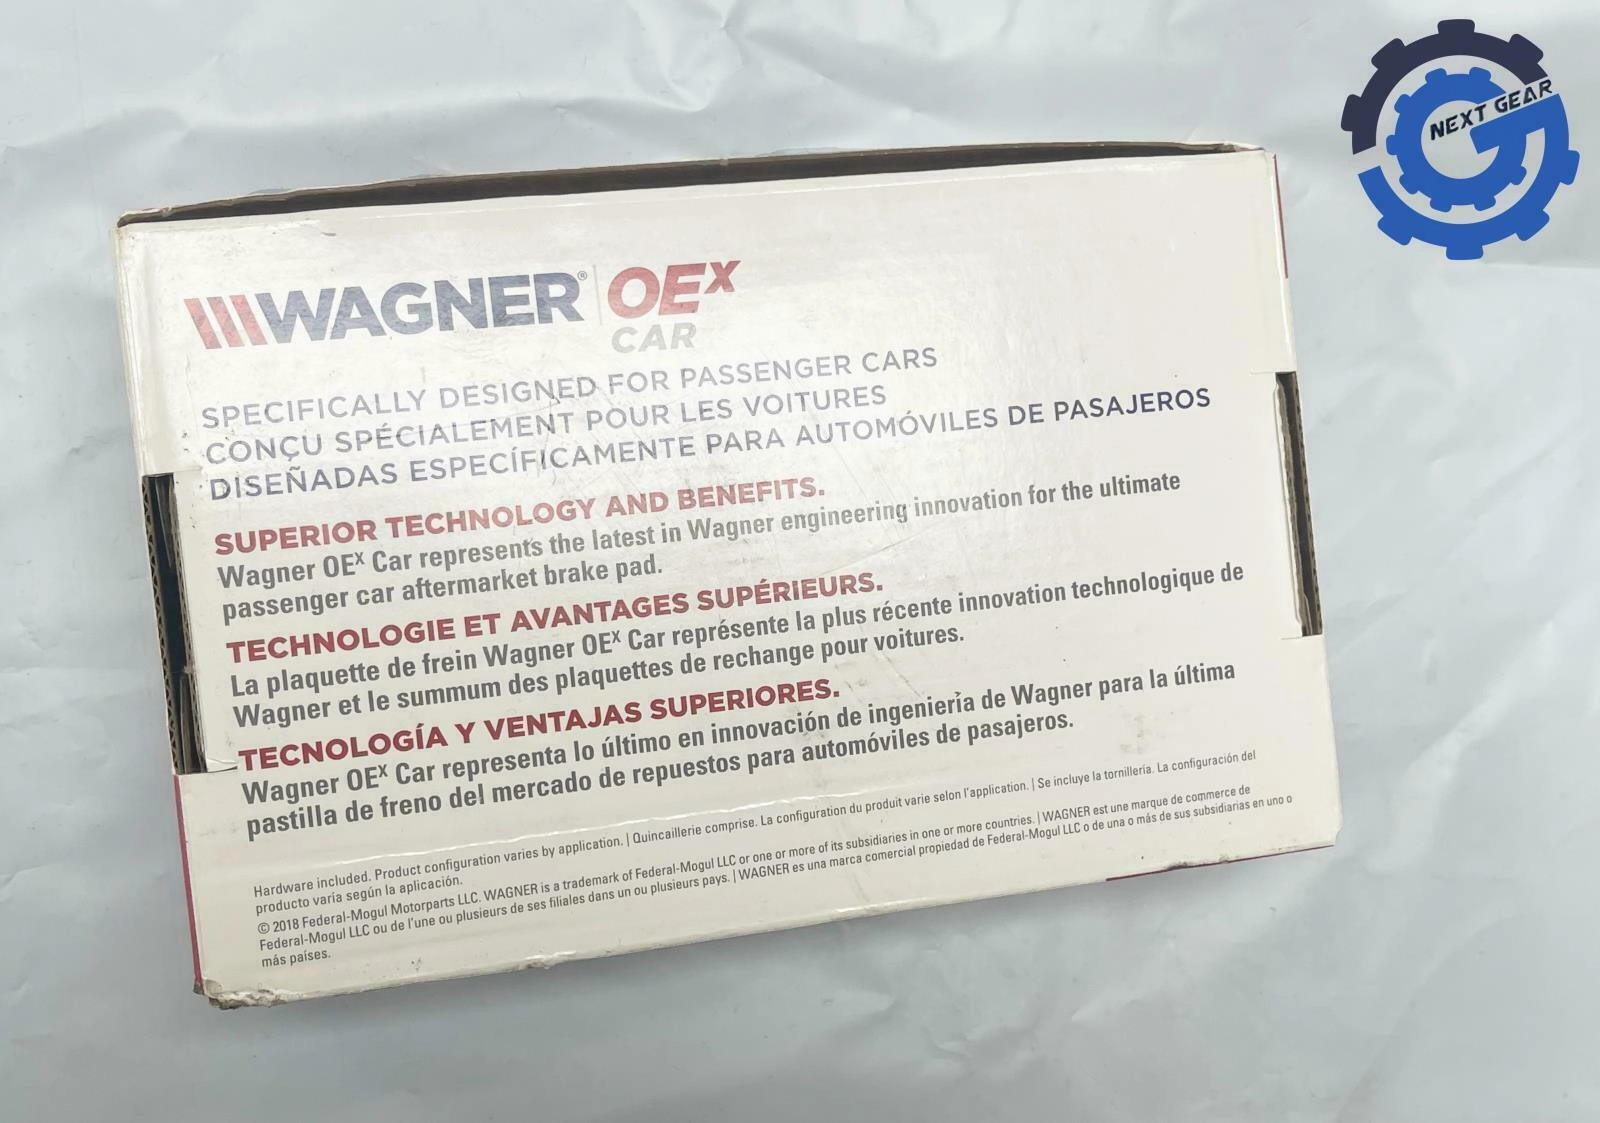 NEXT GEAR
WAGNER® OEX
CAR
SPECIFICALLY DESIGNED FOR PASSENGER CARS
CONÇU SPÉCIALEMENT POUR LES VOITURES
DISEÑADAS ESPECÍFICAMENTE PARA AUTOMÓVILES DE PASAJEROS
SUPERIOR TECHNOLOGY AND BENEFITS.
Wagner OEX Car represents the latest in Wagner engineering innovation for the ultimate
passenger car aftermarket brake pad.
TECHNOLOGIE ET AVANTAGES SUPÉRIEURS.
La plaquette de frein Wagner OEX Car représente la plus récente innovation technologique de
Wagner et le summum des plaquettes de rechange pour voitures.
TECNOLOGÍA Y VENTAJAS SUPERIORES.
Wagner OEX Car representa lo último en innovación de ingeniería de Wagner para la última
pastilla de freno del mercado de repuestos para automóviles de pasajeros.
Hardware included. Product configuration varies by application. | Quincaillerie comprise. La configuration du produit varie selon l'application. | Se incluye la tornillería. La configuración del
producto varía según la aplicación.
© 2018 Federal-Mogul Motorparts LLC. WAGNER is a trademark of Federal-Mogul LLC or one or more of its subsidiaries in one or more countries. | WAGNER est une marque de commerce de
Federal-Mogul LLC ou de l'une ou plusieurs de ses filiales dans un ou plusieurs pays. | WAGNER es una marca comercial propiedad de Federal-Mogul LLC o de una o más de sus subsidiarias en uno o
más países.